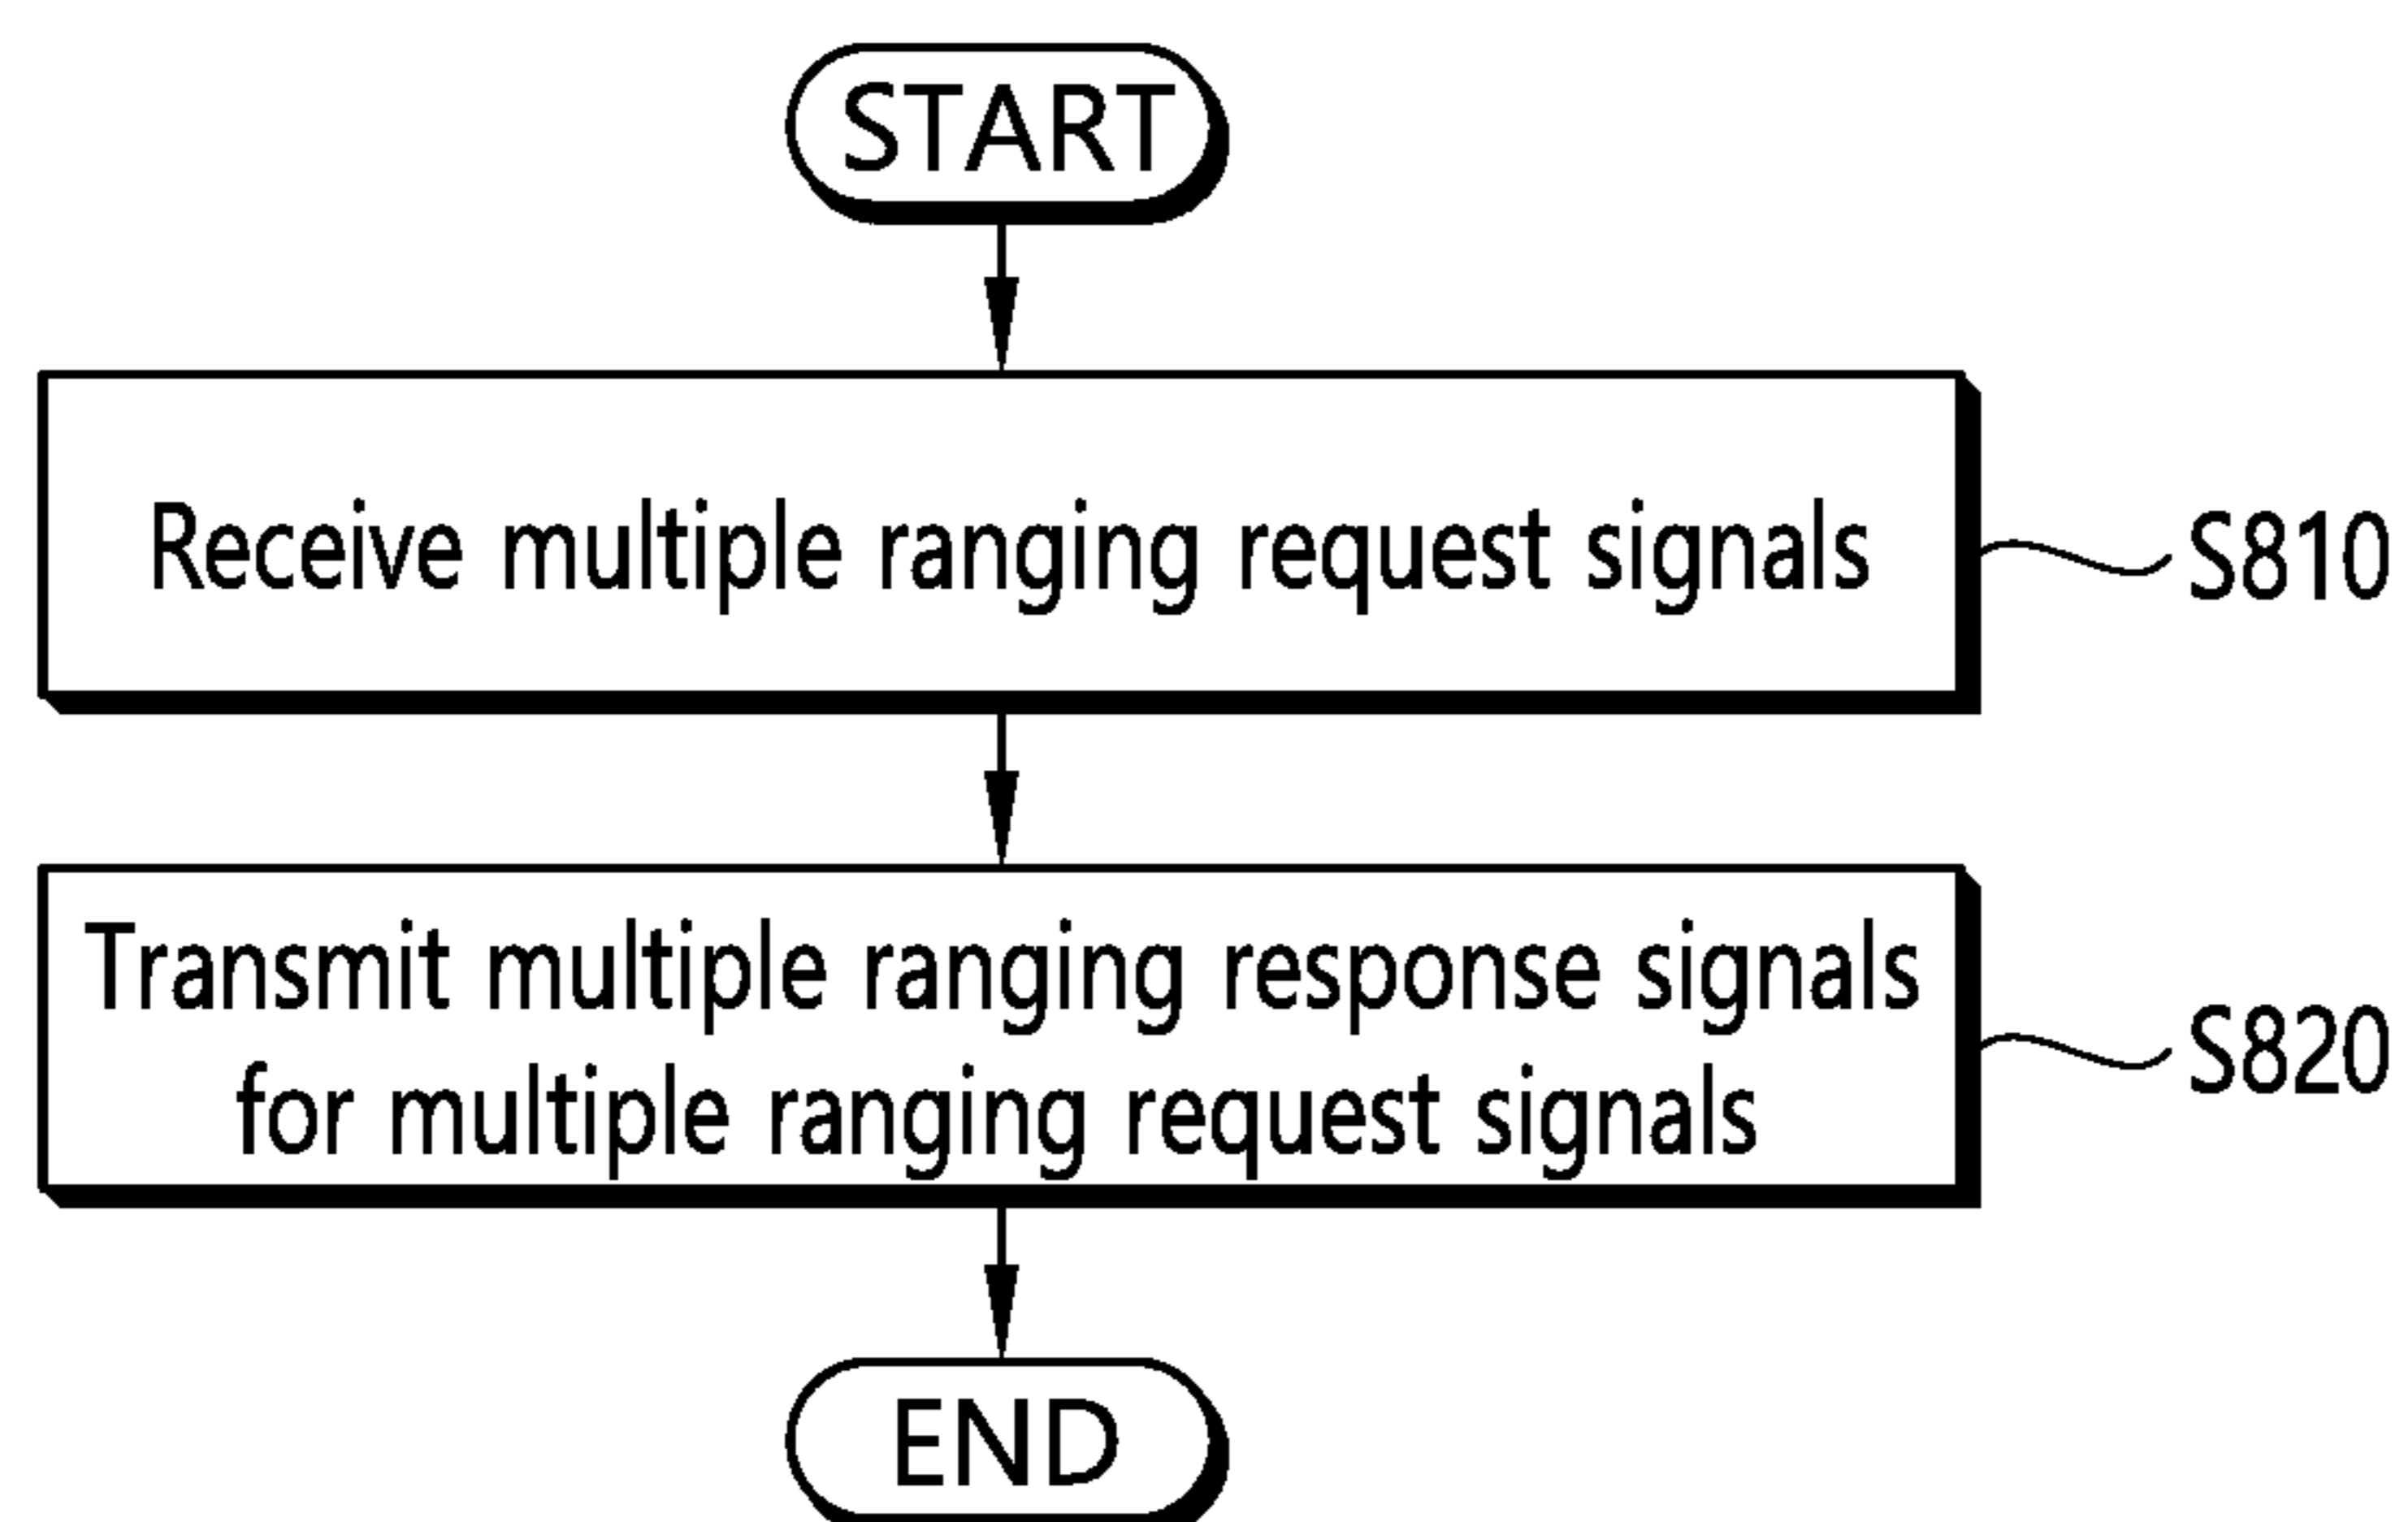 START
Receive multiple ranging request signals
S810
Transmit multiple ranging response signals
for multiple ranging request signals
S820
END